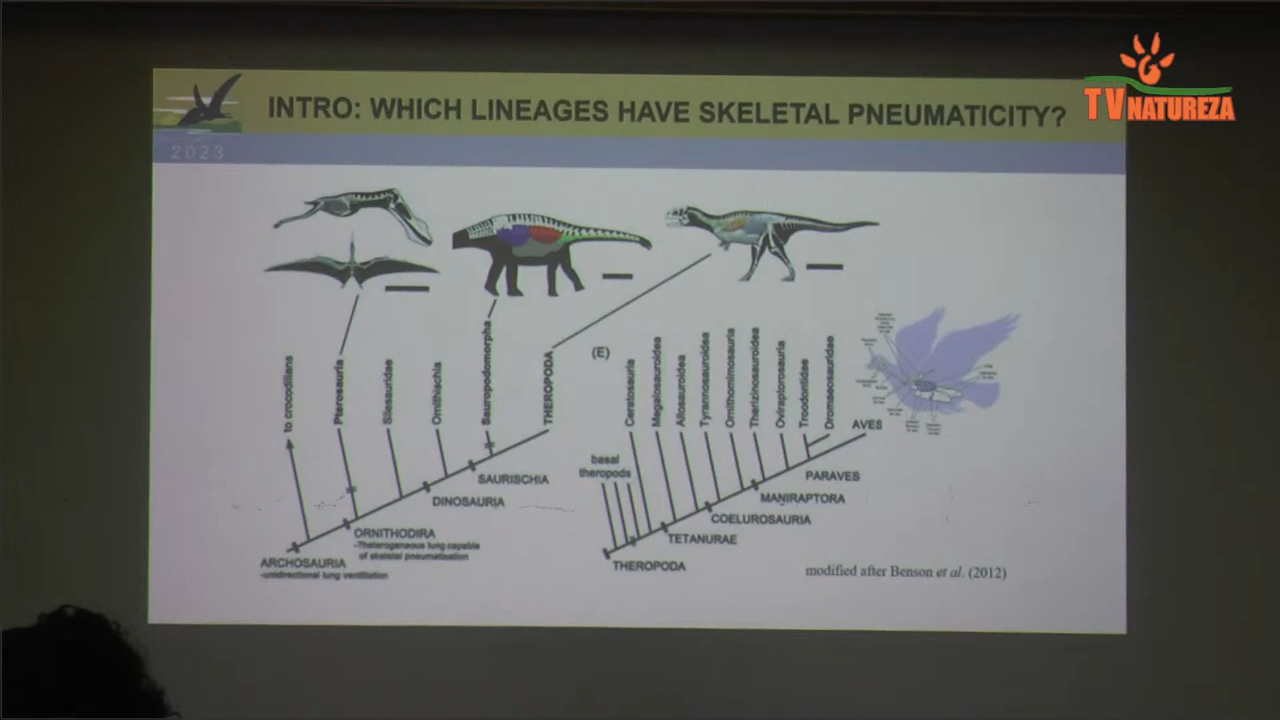 TVNATUREZA
INTRO: WHICH LINEAGES HAVE SKELETAL PNEUMATICITY?
2023
to crocodilians
Pterosauria
Silesauridae
Ornithischia
Sauropodomorpha
THEROPODA
(E)
Ceratosauria
Megalosauroidea
Allosauroidea
Tyrannosauroidea
Ornithomimosauria
Therizinosauroidea
Oviraptorosauria
Troodontidae
Dromaeosauridae
AVES
basal
theropods
PARAVES
SAURISCHIA
MANIRAPTORA
DINOSAURIA
COELUROSAURIA
ORNITHODIRA
-?heterogeneous lung capable
of skeletal pneumatisation
TETANURAE
ARCHOSAURIA
-unidirectional lung ventilation
THEROPODA
modified after Benson et al. (2012)